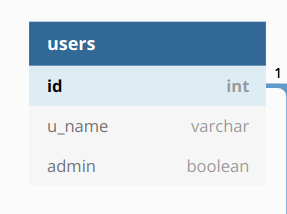 users
id int 1
u_name varchar
admin boolean